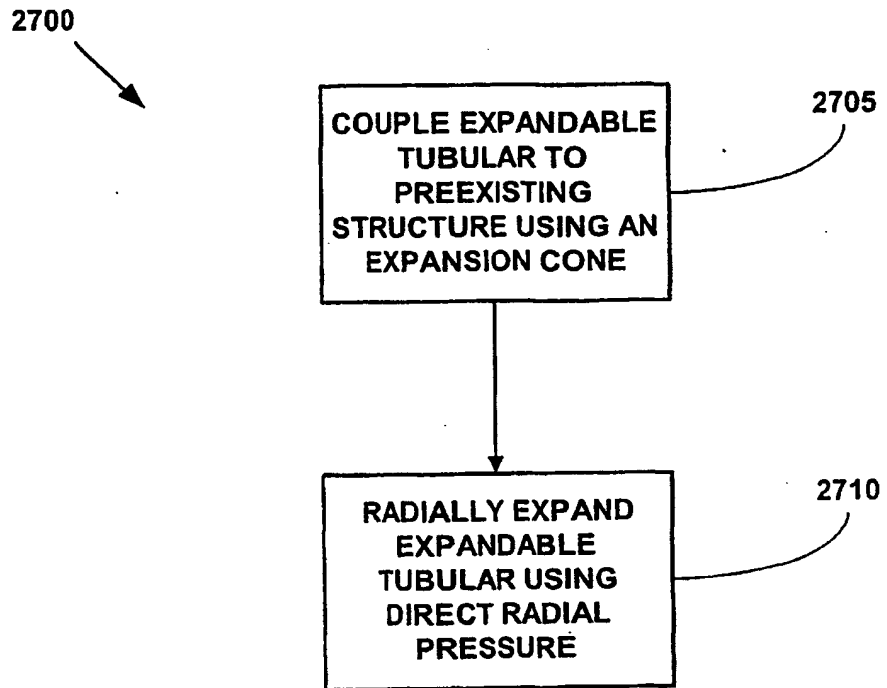 2700
COUPLE EXPANDABLE
TUBULAR TO
PREEXISTING
STRUCTURE USING AN
EXPANSION CONE
2705
RADIALLY EXPAND
EXPANDABLE
TUBULAR USING
DIRECT RADIAL
PRESSURE
2710